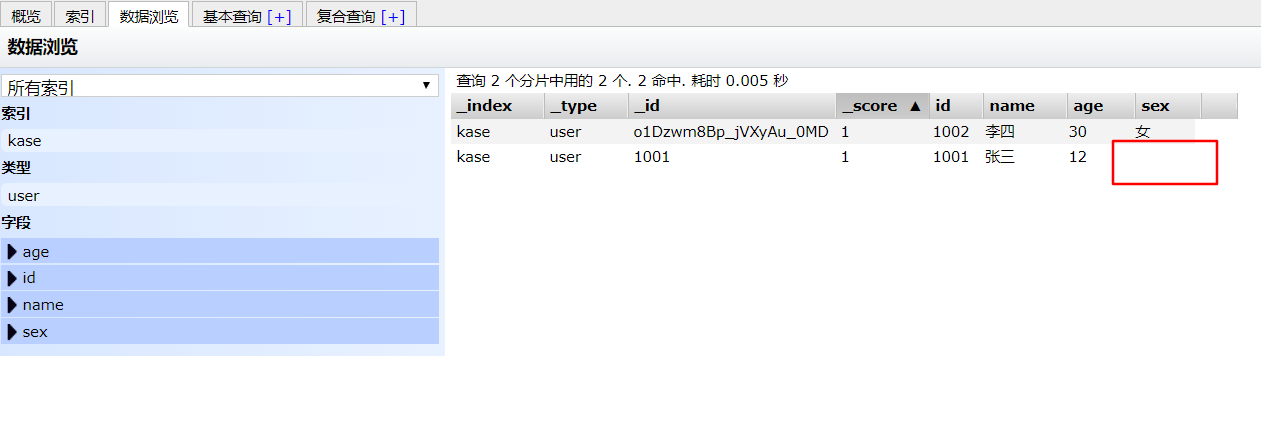 概览 索引 数据浏览 基本查询 [+] 复合查询 [+]
数据浏览
所有索引
索引
kase
类型
user
字段
age
id
name
sex
查询 2 个分片中用的 2 个. 2 命中. 耗时 0.005 秒
_index _type _id _score ▲ id name age sex
kase user o1Dzwm8Bp_jVXyAu_0MD 1 1002 李四 30 女
kase user 1001 1 1001 张三 12